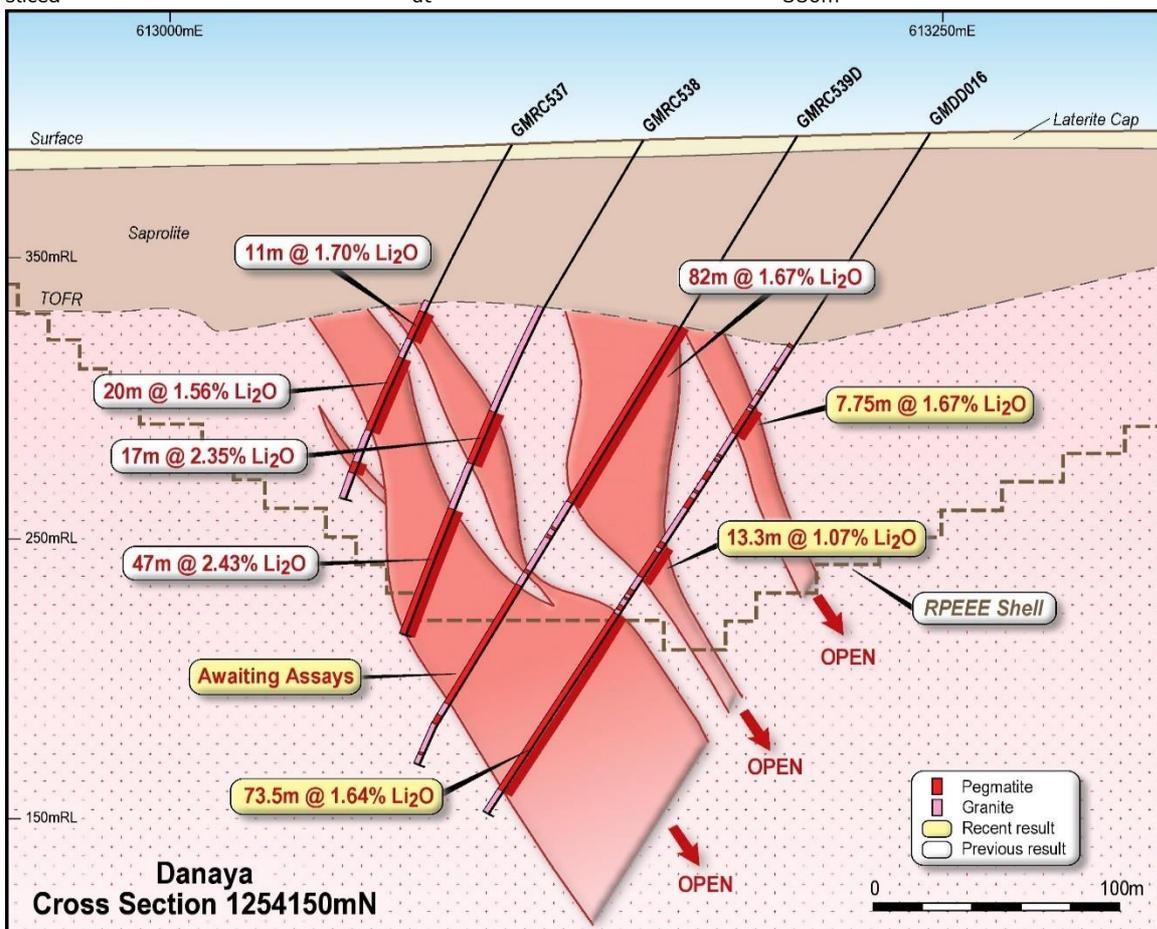 613000mE
613250mE
GMRC537
GMRC538
GMRC539D
GMDD016
Surface
Laterite Cap
Saprolite
350mRL
TOFR
11m @ 1.70% Li2O
82m @ 1.67% Li2O
20m @ 1.56% Li2O
7.75m @ 1.67% Li2O
17m @ 2.35% Li2O
250mRL
13.3m @ 1.07% Li2O
47m @ 2.43% Li2O
RPEEE Shell
OPEN
Awaiting Assays
OPEN
73.5m @ 1.64% Li2O
150mRL
OPEN
Pegmatite
Granite
Recent result
Previous result
Danaya
Cross Section 1254150mN
0 100m